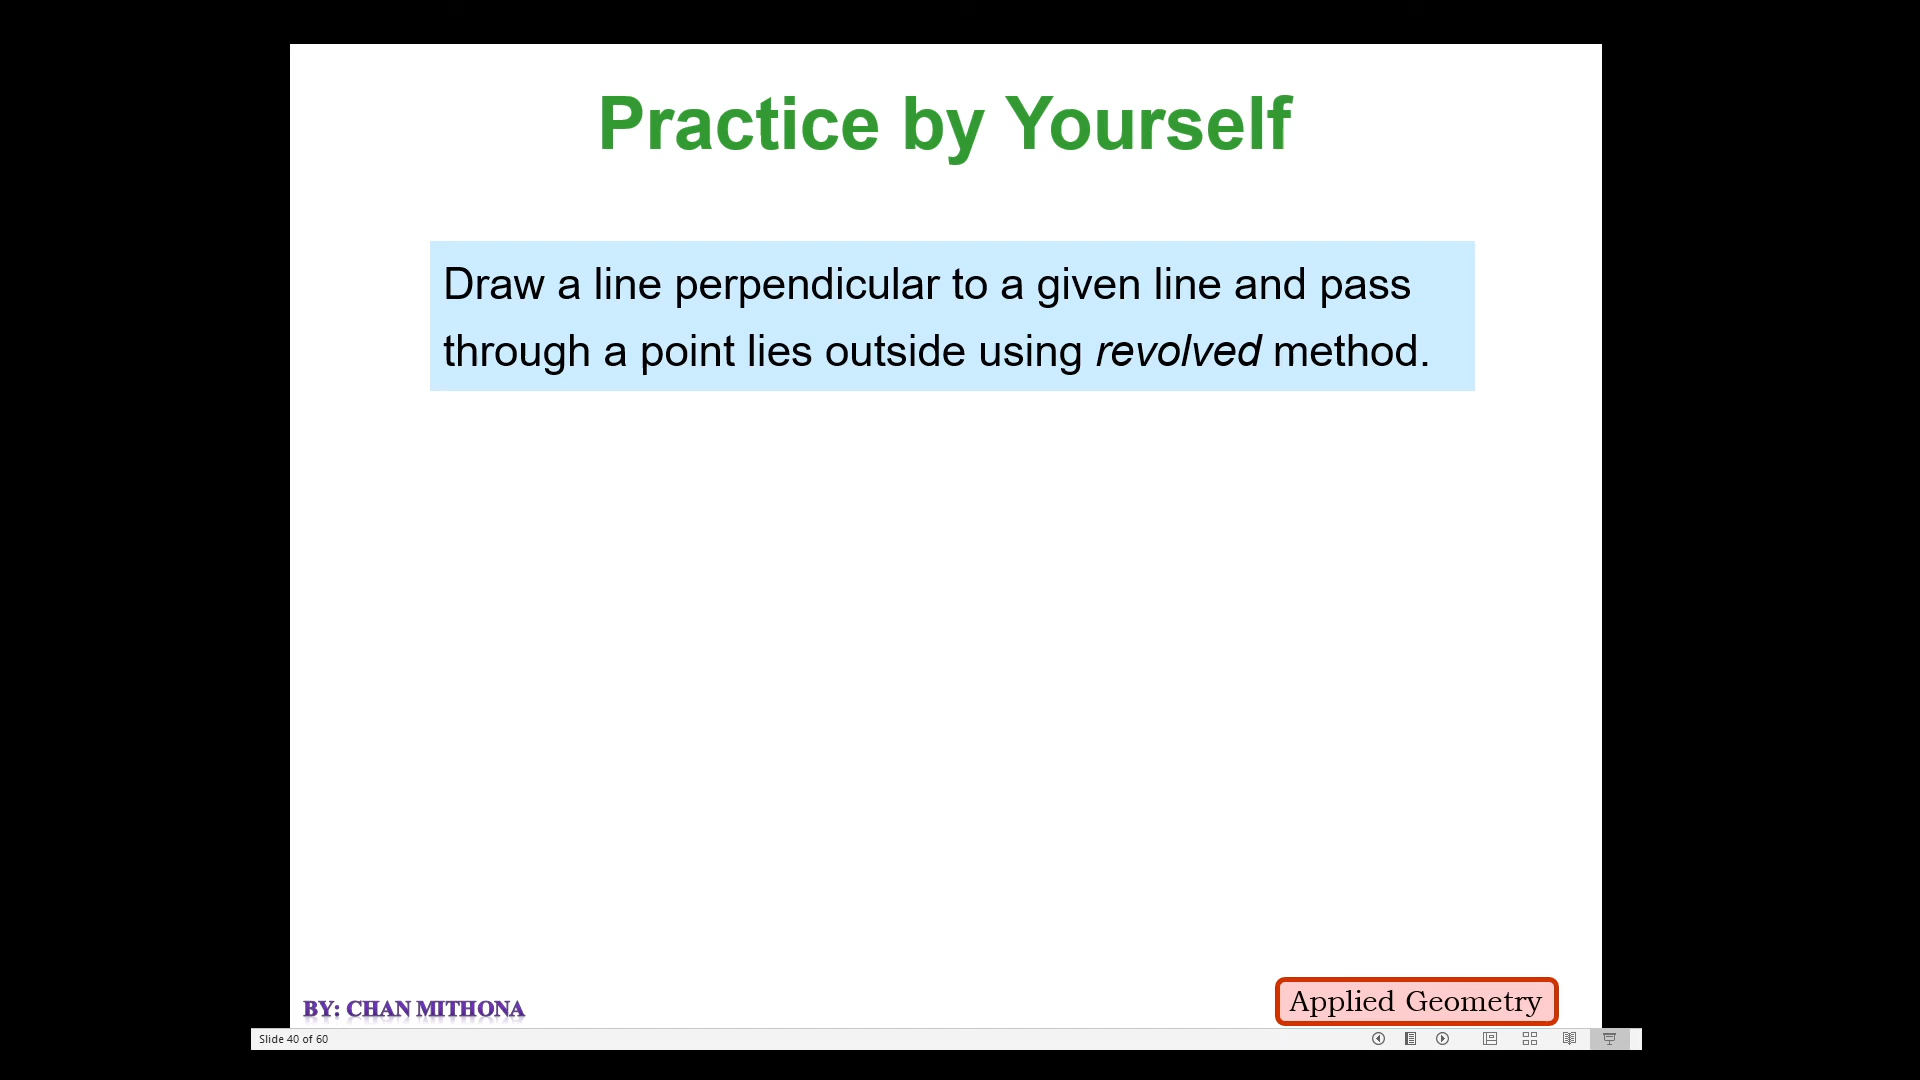 Practice by Yourself
Draw a line perpendicular to a given line and pass
through a point lies outside using revolved method.
BY: CHAN MITHONA
Applied Geometry
Slide 40 of 60